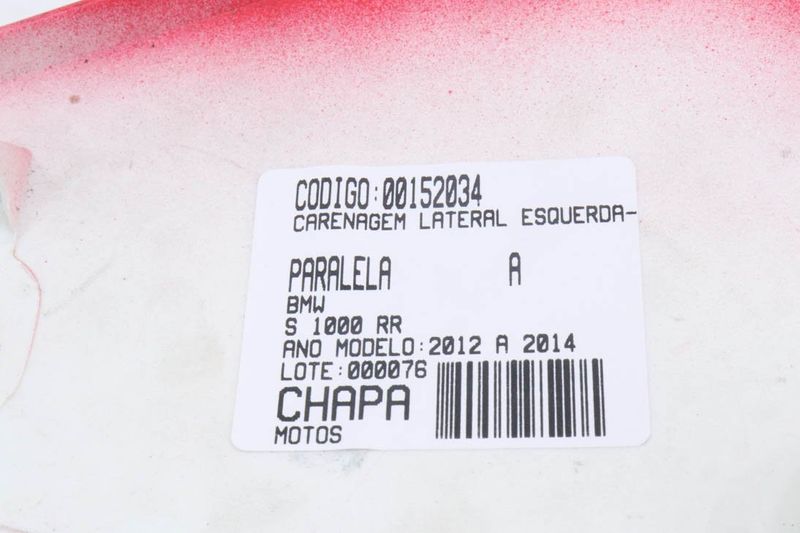 CODIGO:00152034
CARENAGEM LATERAL ESQUERDA-
PARALELA A
BMW
S 1000 RR
ANO MODELO:2012 A 2014
LOTE:000076
CHAPA
MOTOS